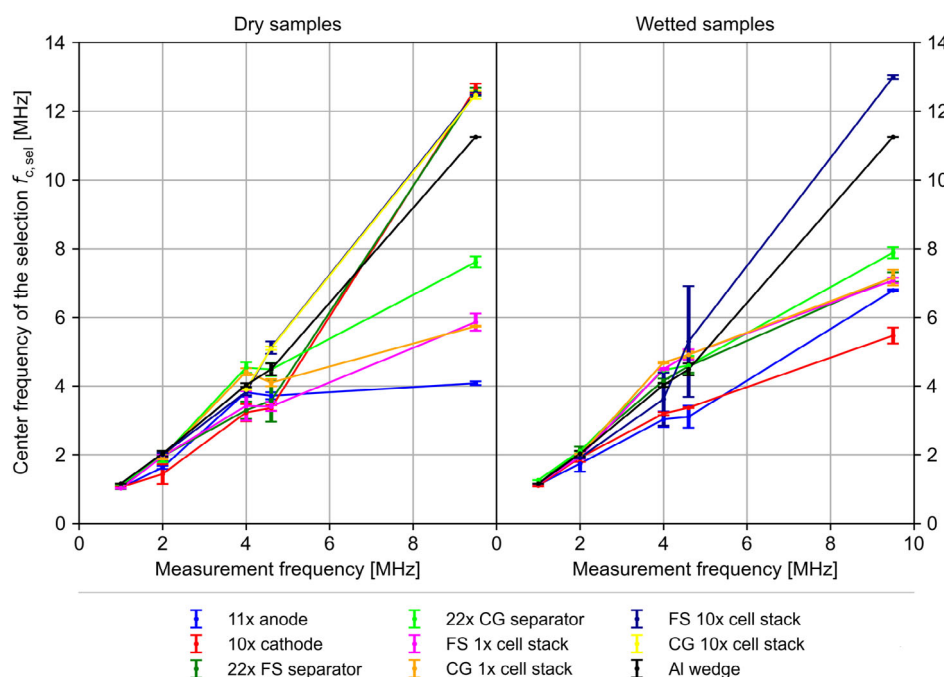 Dry samples
Wetted samples
Center frequency of the selection f c, sel [MHz]
14
12
10
8
6
4
2
0
14
12
10
8
6
4
2
0
0 2 4 6 8 0 2 4 6 8 10
Measurement frequency [MHz]
Measurement frequency [MHz]
11x anode
10x cathode
22x FS separator
22x CG separator
FS 1x cell stack
CG 1x cell stack
FS 10x cell stack
CG 10x cell stack
Al wedge